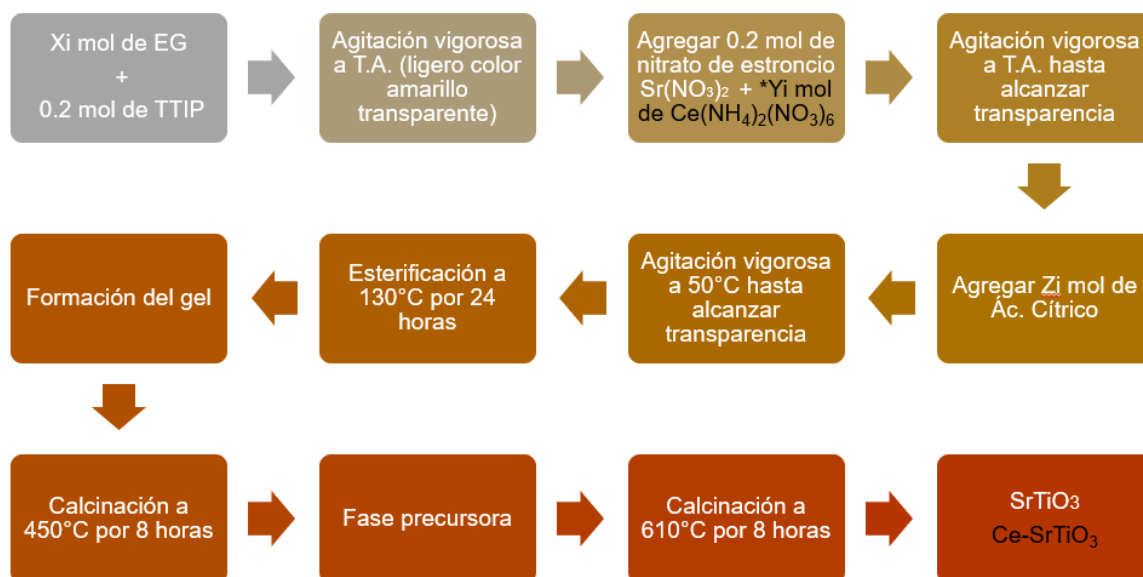 Xi mol de EG
+
0.2 mol de TTIP
Agitación vigorosa
a T.A. (ligero color
amarillo
transparente)
Agregar 0.2 mol de
nitrato de estroncio
Sr(NO₃)₂ + *Yi mol
de Ce(NH₄)₂(NO₃)₆
Agitación vigorosa
a T.A. hasta
alcanzar
transparencia
Agregar Zi mol de
Ác. Cítrico
Agitación vigorosa
a 50°C hasta
alcanzar
transparencia
Esterificación a
130°C por 24
horas
Formación del gel
Calcinación a
450°C por 8 horas
Fase precursora
Calcinación a
610°C por 8 horas
SrTiO₃
Ce-SrTiO₃